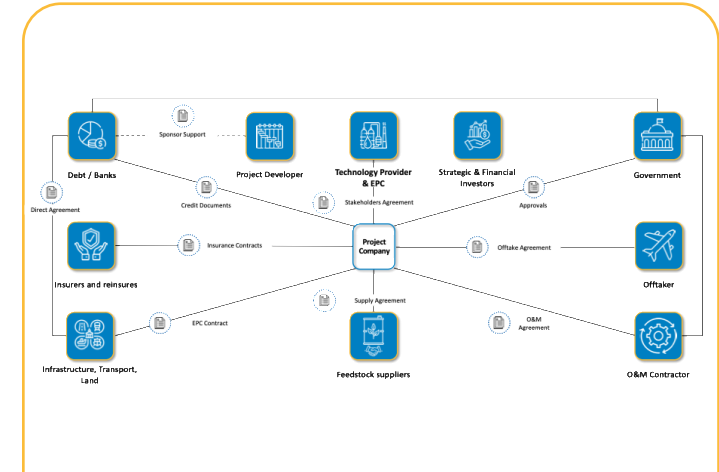 Sponsor Support
Debt / Banks
Project Developer
Technology Provider
& EPC
Strategic & Financial
Investors
Government
Direct Agreement
Credit Documents
Stakeholders Agreement
Approvals
Project
Company
Insurance Contracts
Offtake Agreement
Insurers and reinsures
Offtaker
EPC Contract
Supply Agreement
O&M
Agreement
Infrastructure, Transport,
Land
Feedstock suppliers
O&M Contractor